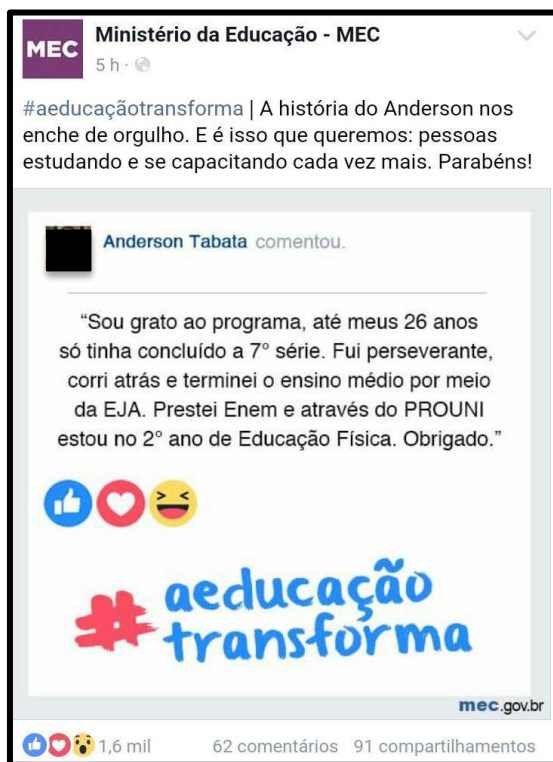 MEC
Ministério da Educação - MEC
5 h ·
#aeducaçãotransforma | A história do Anderson nos
enche de orgulho. E é isso que queremos: pessoas
estudando e se capacitando cada vez mais. Parabéns!
Anderson Tabata comentou.
“Sou grato ao programa, até meus 26 anos
só tinha concluído a 7° série. Fui perseverante,
corri atrás e terminei o ensino médio por meio
da EJA. Prestei Enem e através do PROUNI
estou no 2° ano de Educação Física. Obrigado.”
#aeducação
transforma
mec.gov.br
1,6 mil 62 comentários 91 compartilhamentos